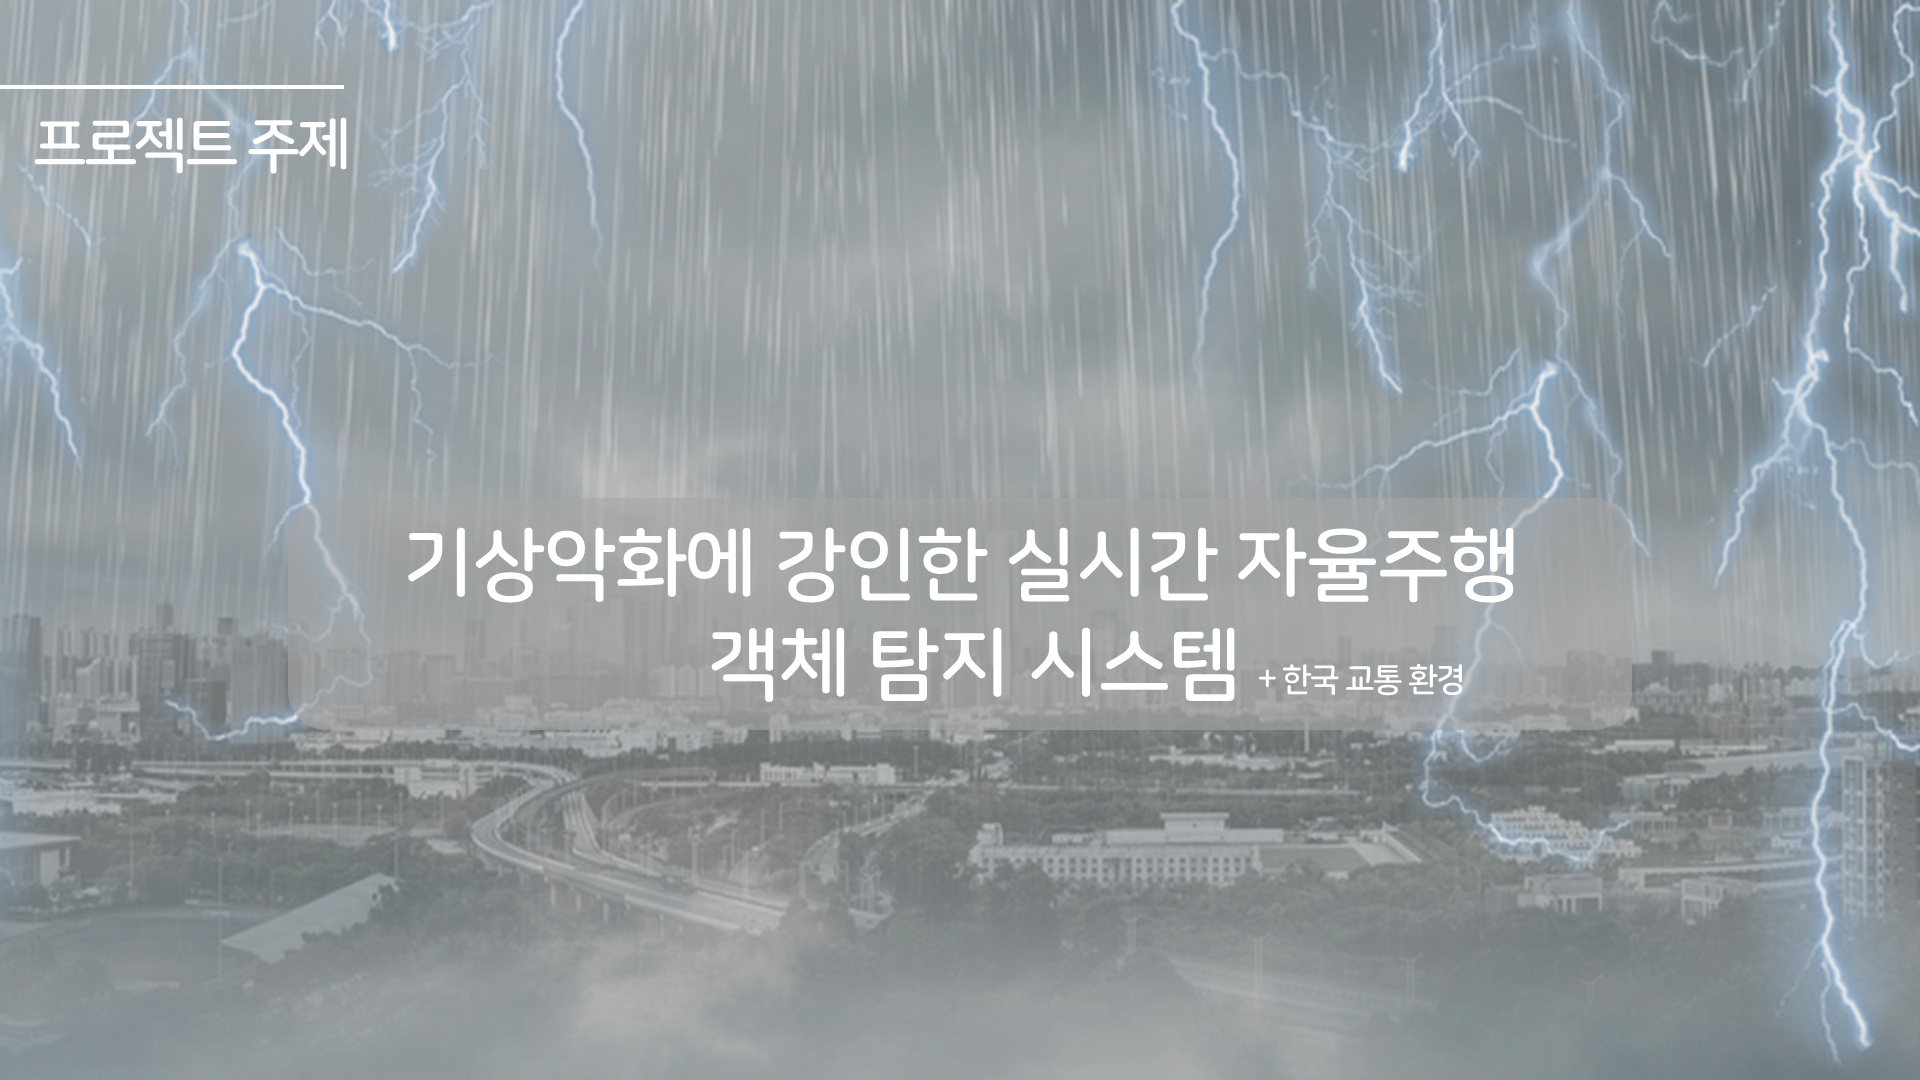 프로젝트 주제
기상악화에 강인한 실시간 자율주행
객체 탐지 시스템 + 한국 교통 환경